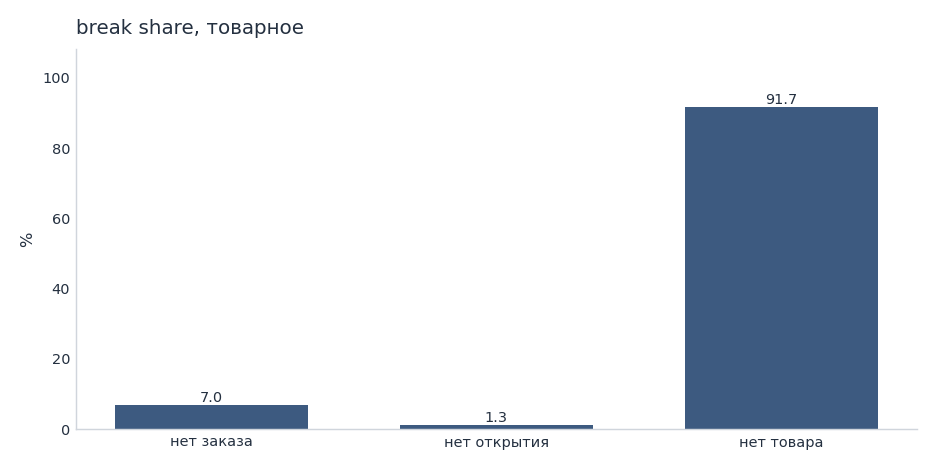 break share, товарное
100
80
60
40
20
0
%
7.0
1.3
91.7
нет заказа
нет открытия
нет товара